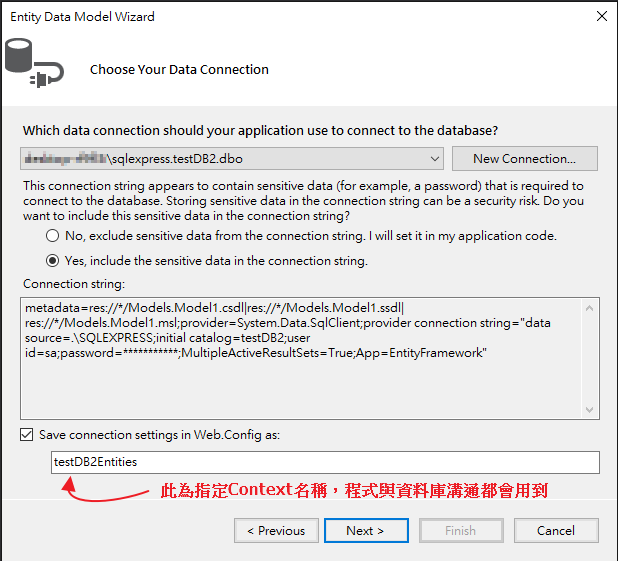 Entity Data Model Wizard
Choose Your Data Connection
Which data connection should your application use to connect to the database?
\sqlexpress.testDB2.dbo
New Connection...
This connection string appears to contain sensitive data (for example, a password) that is required to
connect to the database. Storing sensitive data in the connection string can be a security risk. Do you
want to include this sensitive data in the connection string?
No, exclude sensitive data from the connection string. I will set it in my application code.
Yes, include the sensitive data in the connection string.
Connection string:
metadata=res://*/Models.Model1.csdl|res://*/Models.Model1.ssdl|
res://*/Models.Model1.msl;provider=System.Data.SqlClient;provider connection string="data
source=.\SQLEXPRESS;initial catalog=testDB2;user
id=sa;password=***********;MultipleActiveResultSets=True;App=EntityFramework"
Save connection settings in Web.Config as:
testDB2Entities
此為指定Context名稱，程式與資料庫溝通都會用到
< Previous
Next >
Finish
Cancel